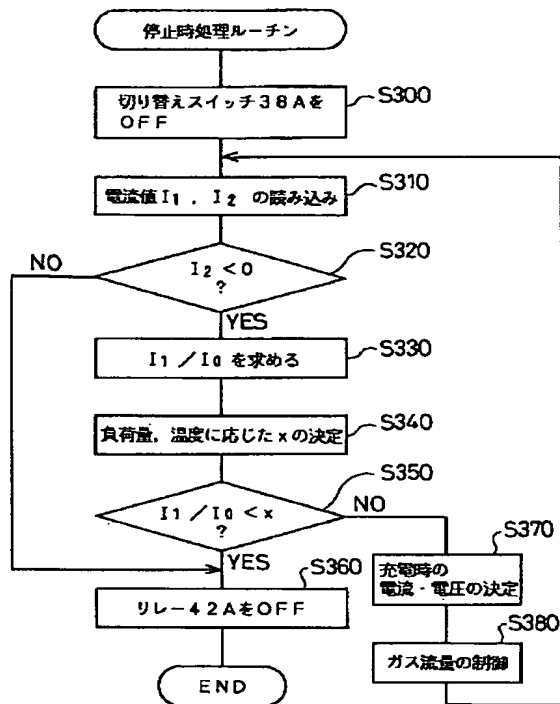 停止時処理ルーチン
切り替えスイッチ38Aを
OFF
S300
電流値I1, I2 の読み込み
S310
I2<0
?
S320
NO
YES
I1/I0を求める
S330
負荷量,温度に応じたxの決定
S340
I1/I0<x
?
S350
NO
YES
リレー42AをOFF
S360
充電時の
電流・電圧の決定
S370
ガス流量の制御
S380
END